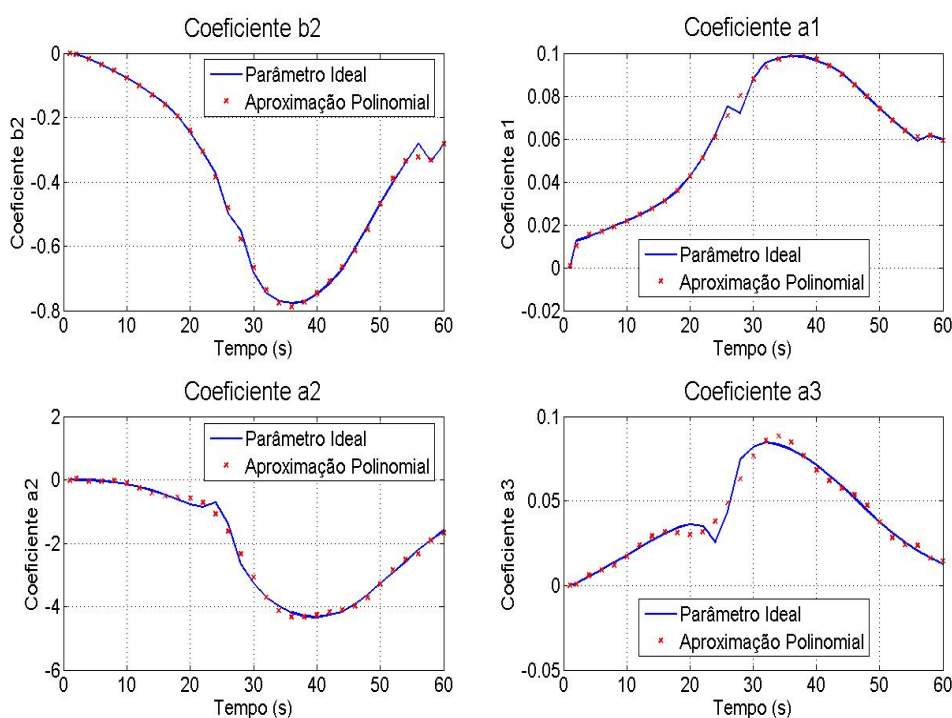 Coeficiente b2
0
-0.2
-0.4
-0.6
-0.8
0 10 20 30 40 50 60
Coeficiente b2
Tempo (s)
Parâmetro Ideal
Aproximação Polinomial
Coeficiente a1
0.1
0.08
0.06
0.04
0.02
0
0.02
0 10 20 30 40 50 60
Coeficiente a1
Tempo (s)
Parâmetro Ideal
Aproximação Polinomial
Coeficiente a2
2
0
-2
-4
-6
0 10 20 30 40 50 60
Coeficiente a2
Tempo (s)
Parâmetro Ideal
Aproximação Polinomial
Coeficiente a3
0.1
0.05
0
-0.05
0 10 20 30 40 50 60
Coeficiente a3
Tempo (s)
Parâmetro Ideal
Aproximação Polinomial